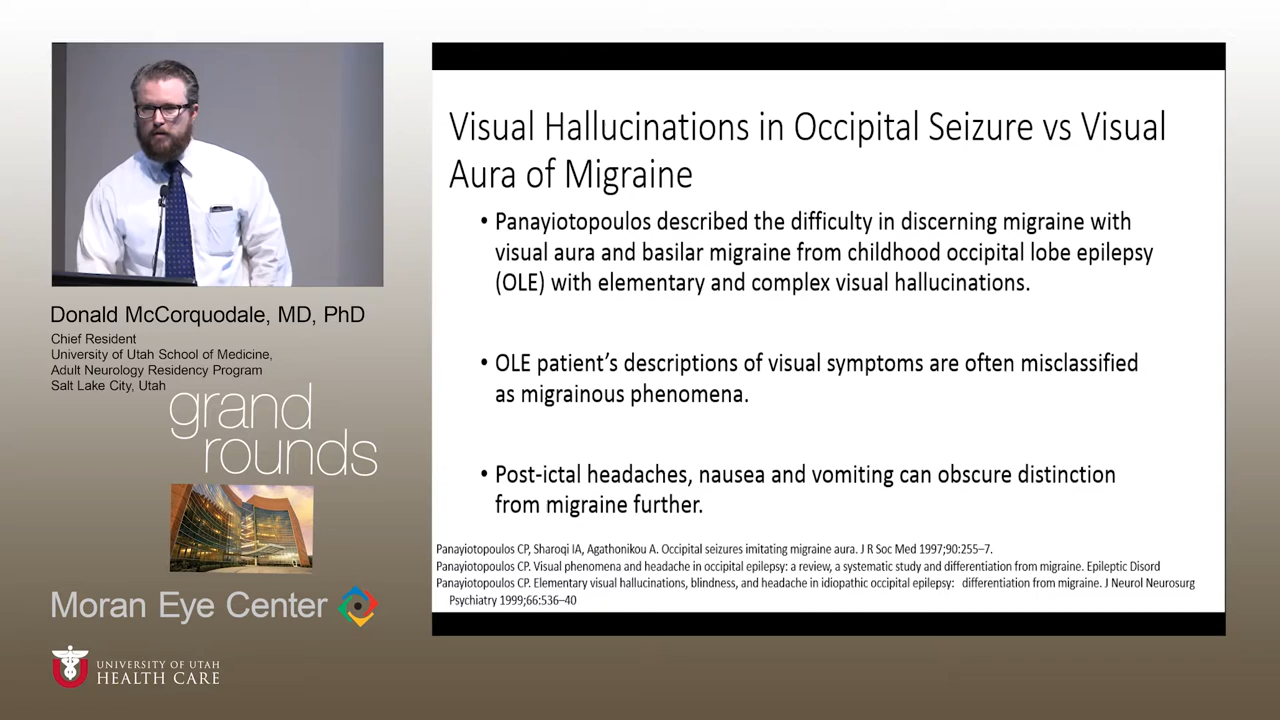 Donald McCorquodale, MD, PhD
Chief Resident
University of Utah School of Medicine,
Adult Neurology Residency Program
Salt Lake City, Utah
grand
rounds
Moran Eye Center
UNIVERSITY OF UTAH
HEALTH CARE
Visual Hallucinations in Occipital Seizure vs Visual
Aura of Migraine
• Panayiotopoulos described the difficulty in discerning migraine with
visual aura and basilar migraine from childhood occipital lobe epilepsy
(OLE) with elementary and complex visual hallucinations.
• OLE patient's descriptions of visual symptoms are often misclassified
as migrainous phenomena.
• Post-ictal headaches, nausea and vomiting can obscure distinction
from migraine further.
Panayiotopoulos CP, Sharoqi IA, Agathonikou A. Occipital seizures imitating migraine aura. J R Soc Med 1997;90:255–7.
Panayiotopoulos CP. Visual phenomena and headache in occipital epilepsy: a review, a systematic study and differentiation from migraine. Epileptic Disord
Panayiotopoulos CP. Elementary visual hallucinations, blindness, and headache in idiopathic occipital epilepsy: differentiation from migraine. J Neurol Neurosurg
Psychiatry 1999;66:536–40